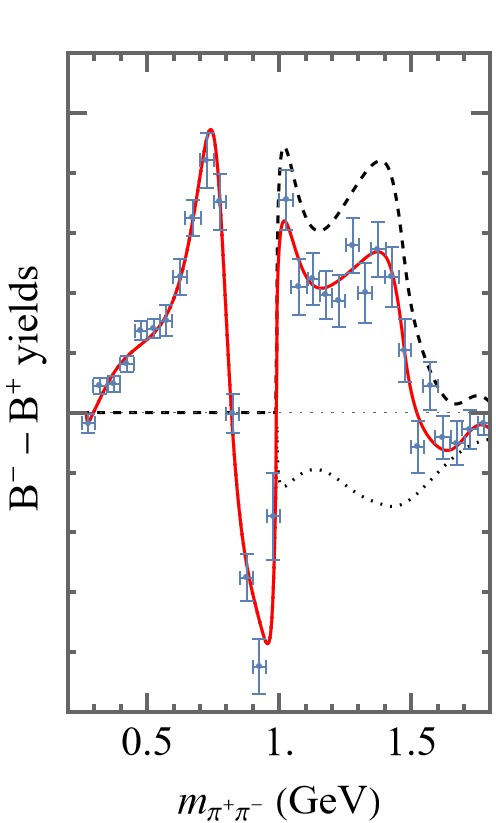 B⁻ – B⁺ yields
0.5 1. 1.5
m_{π⁺π⁻} (GeV)